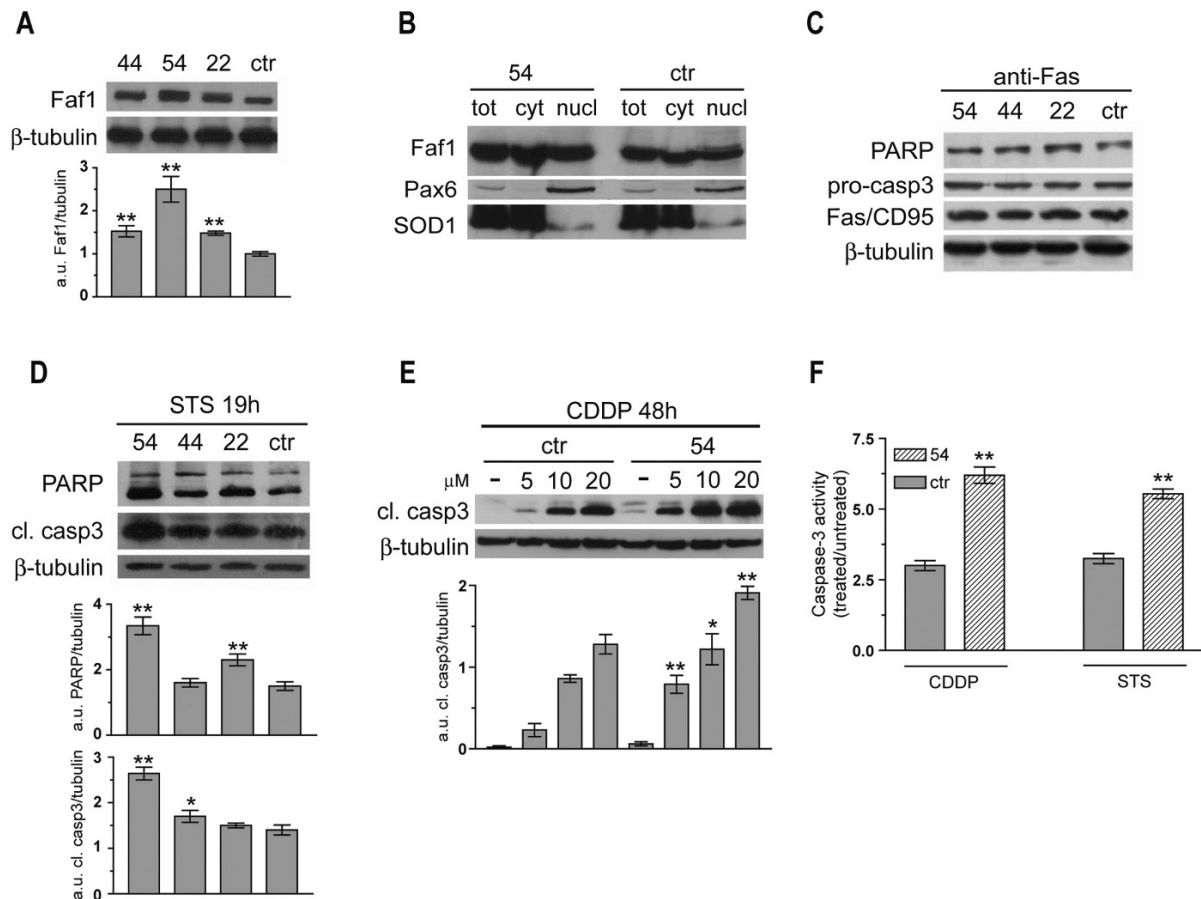 A
44 54 22 ctr
Faf1
β-tubulin
a.u. Faf1/tubulin
3
2
1
0
**
**
**
B
54 ctr
tot cyt nucl tot cyt nucl
Faf1
Pax6
SOD1
C
anti-Fas
54 44 22 ctr
PARP
pro-casp3
Fas/CD95
β-tubulin
D
STS 19h
54 44 22 ctr
PARP
cl. casp3
β-tubulin
a.u. PARP/tubulin
4
2
0
**
**
a.u. cl. casp3/tubulin
3
2
1
0
**
*
E
CDDP 48h
ctr 54
μM - 5 10 20 - 5 10 20
cl. casp3
β-tubulin
a.u. cl. casp3/tubulin
2
1
0
**
*
**
F
Caspase-3 activity
(treated/untreated)
7.5
5.0
2.5
0
54
ctr
**
**
CDDP STS